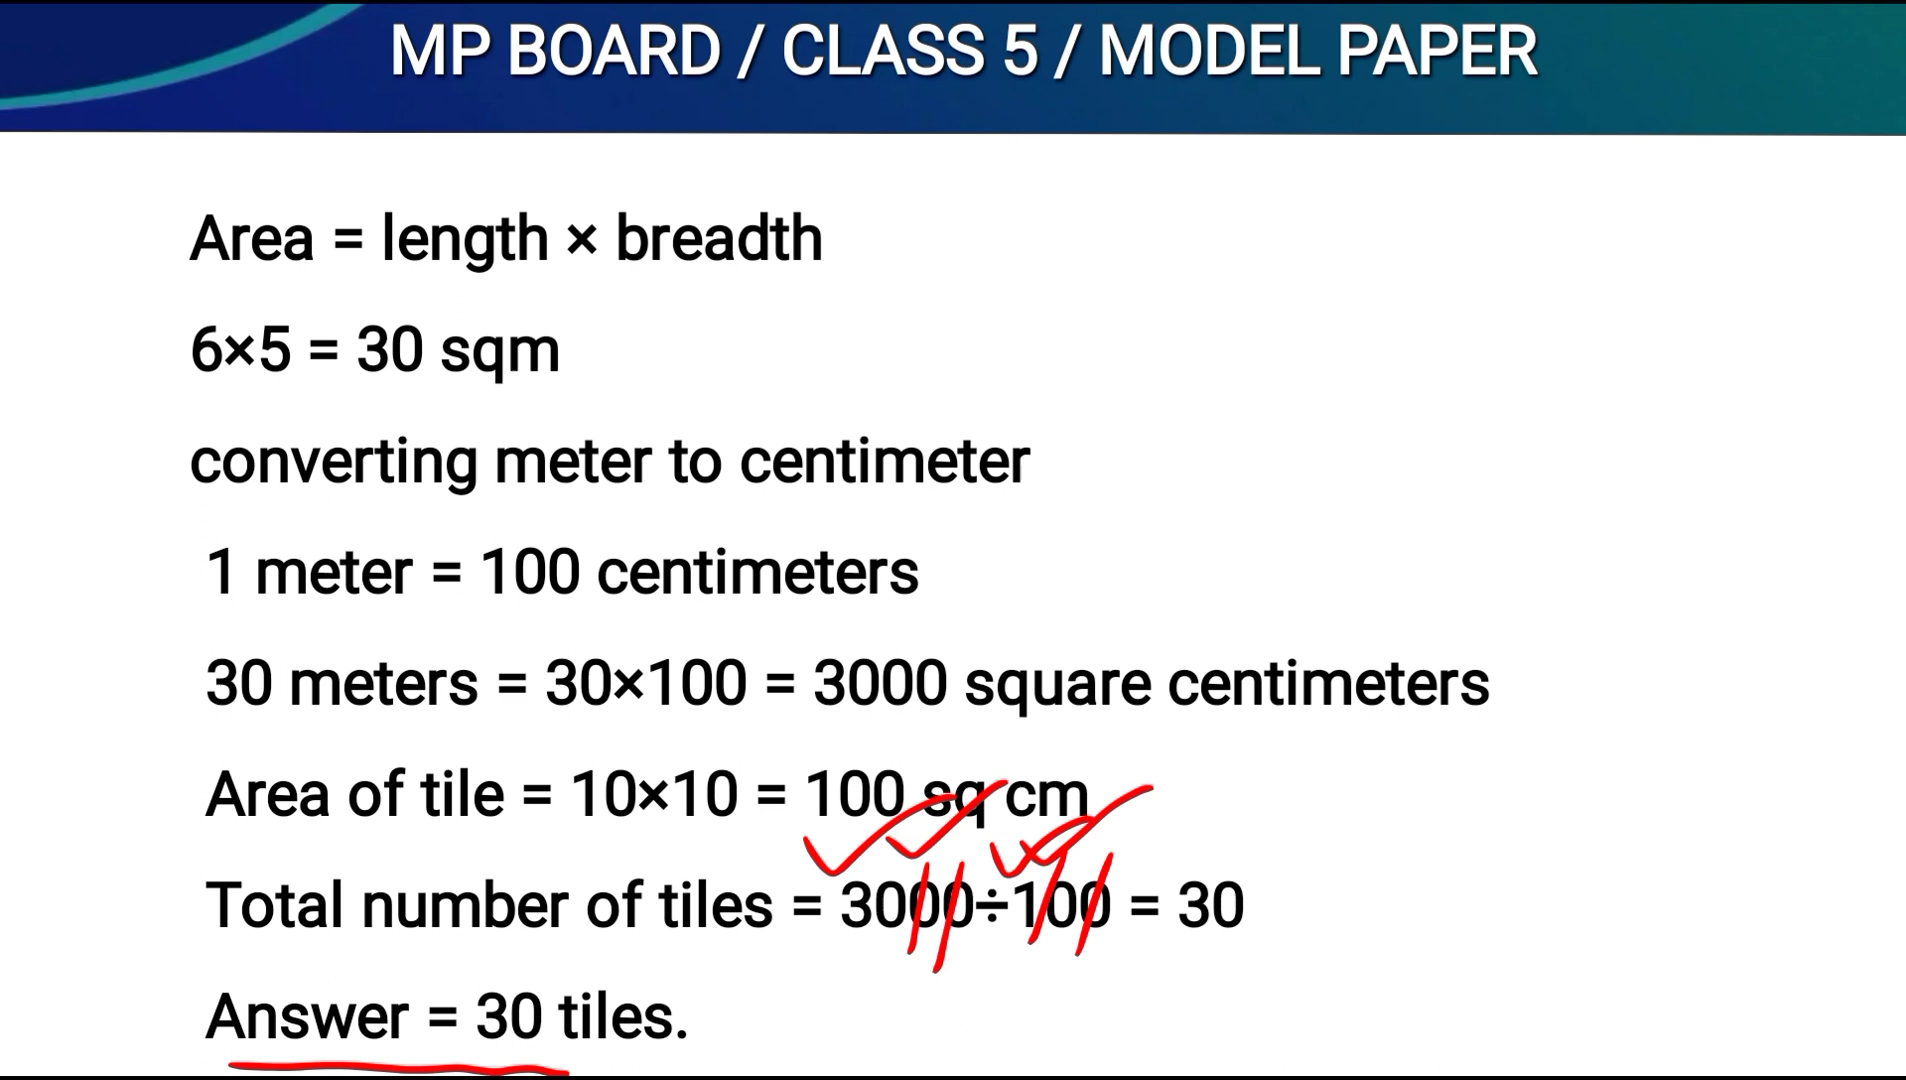 MP BOARD / CLASS 5 / MODEL PAPER
Area = length × breadth
6×5 = 30 sqm
converting meter to centimeter
1 meter = 100 centimeters
30 meters = 30×100 = 3000 square centimeters
Area of tile = 10×10 = 100 sq cm
Total number of tiles = 3000÷100 = 30
Answer = 30 tiles.